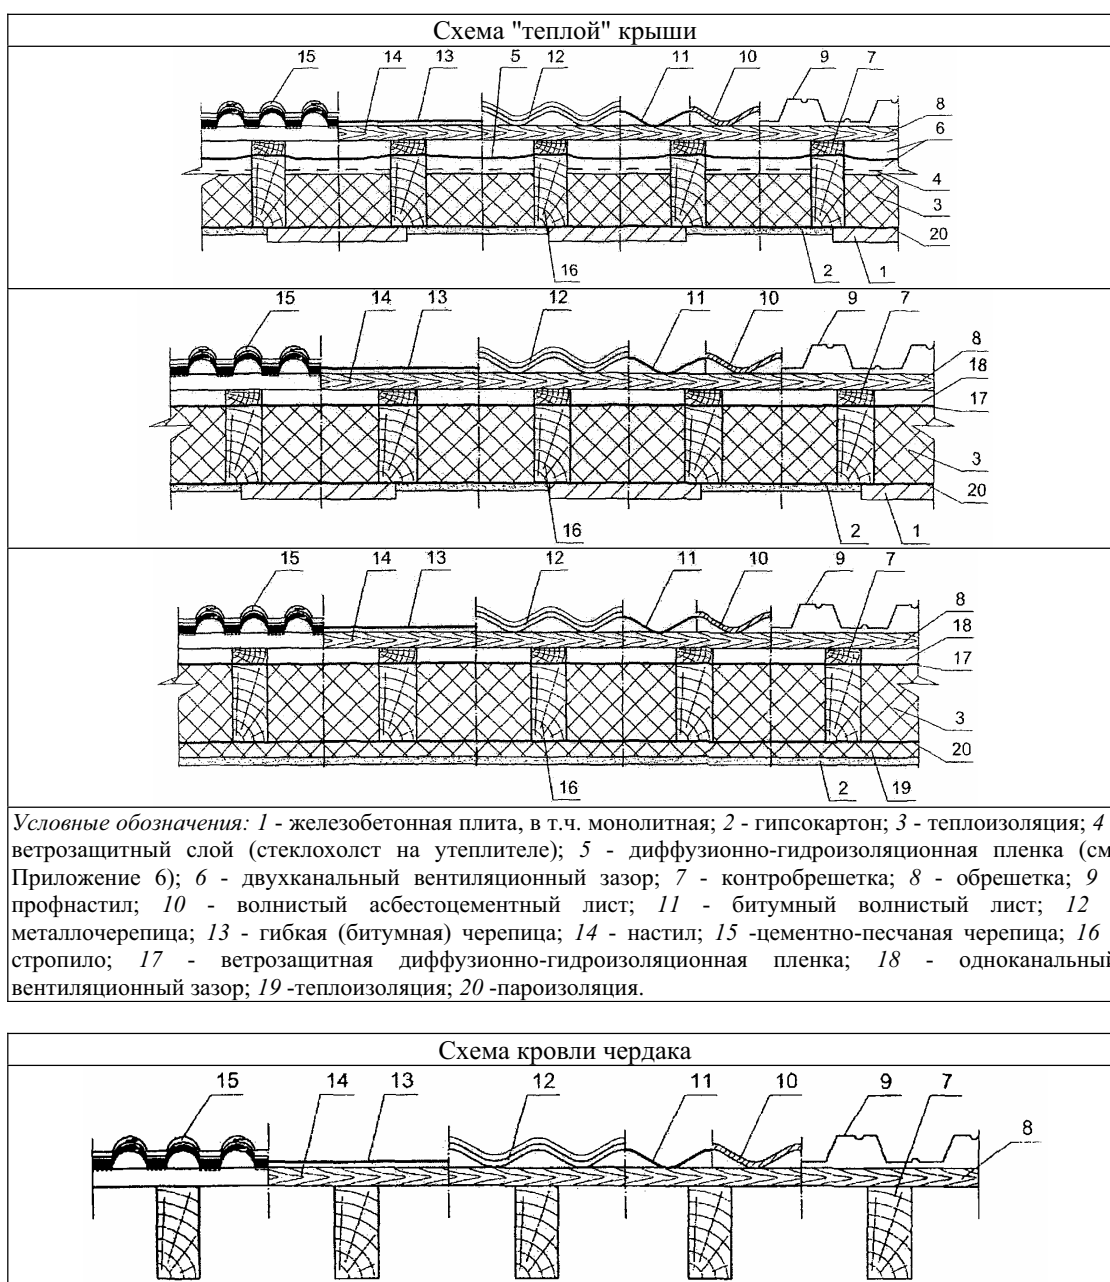 Схема "теплой" крыши
15 14 13 5 12 11 10 9 7
8
6
4
3
20
16 2 1
15 14 13 12 11 10 9 7
8
18
17
3
20
16 2 1
15 14 13 12 11 10 9 7
8
18
17
3
20
16 2 19
Условные обозначения: 1 - железобетонная плита, в т.ч. монолитная; 2 - гипсокартон; 3 - теплоизоляция; 4
ветрозащитный слой (стеклохолст на утеплителе); 5 - диффузионно-гидроизоляционная пленка (см
Приложение 6); 6 - двухканальный вентиляционный зазор; 7 - контробрешетка; 8 - обрешетка; 9
профнастил; 10 - волнистый асбестоцементный лист; 11 - битумный волнистый лист; 12
металлочерепица; 13 - гибкая (битумная) черепица; 14 - настил; 15 -цементно-песчаная черепица; 16
стропило; 17 - ветрозащитная диффузионно-гидроизоляционная пленка; 18 - одноканальный
вентиляционный зазор; 19 -теплоизоляция; 20 -пароизоляция.
Схема кровли чердака
15 14 13 12 11 10 9 7
8